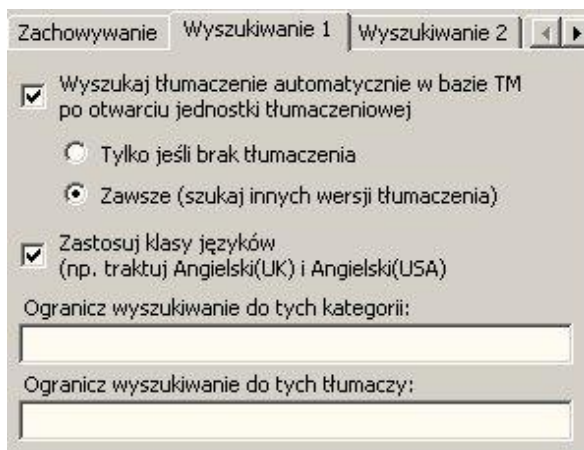 Zachowywanie Wyszukiwanie 1 Wyszukiwanie 2
Wyszukaj tłumaczenie automatycznie w bazie TM
po otwarciu jednostki tłumaczeniowej
Tylko jeśli brak tłumaczenia
Zawsze (szukaj innych wersji tłumaczenia)
Zastosuj klasy języków
(np. traktuj Angielski(UK) i Angielski(USA)
Ogranicz wyszukiwanie do tych kategorii:
Ogranicz wyszukiwanie do tych tłumaczy: